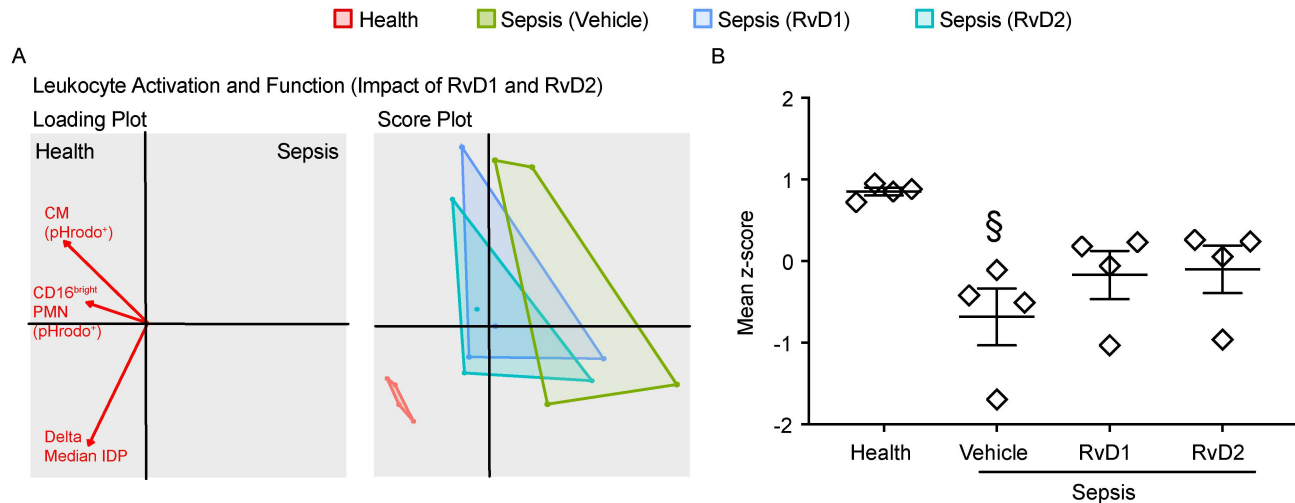 Health Sepsis (Vehicle) Sepsis (RvD1) Sepsis (RvD2)
A
Leukocyte Activation and Function (Impact of RvD1 and RvD2)
Loading Plot
Health Sepsis
CM
(pHrodo⁺)
CD16ᵇʳⁱᵍʰᵗ
PMN
(pHrodo⁺)
Delta
Median IDP
Score Plot
B
Mean z-score
2
1
0
-1
-2
§
Health Vehicle RvD1 RvD2
Sepsis